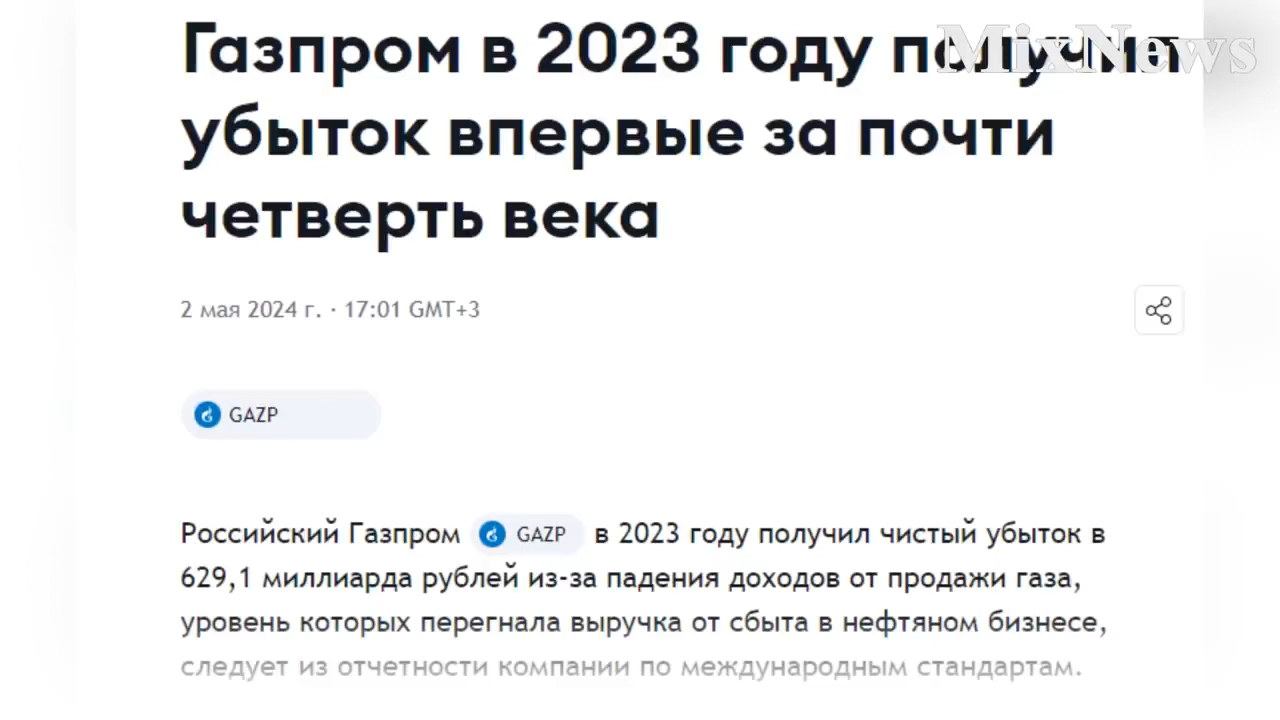 MixNews
Газпром в 2023 году получил
убыток впервые за почти
четверть века
2 мая 2024 г. · 17:01 GMT+3
GAZP
Российский Газпром GAZP в 2023 году получил чистый убыток в
629,1 миллиарда рублей из-за падения доходов от продажи газа,
уровень которых перегнала выручка от сбыта в нефтяном бизнесе,
следует из отчетности компании по международным стандартам.